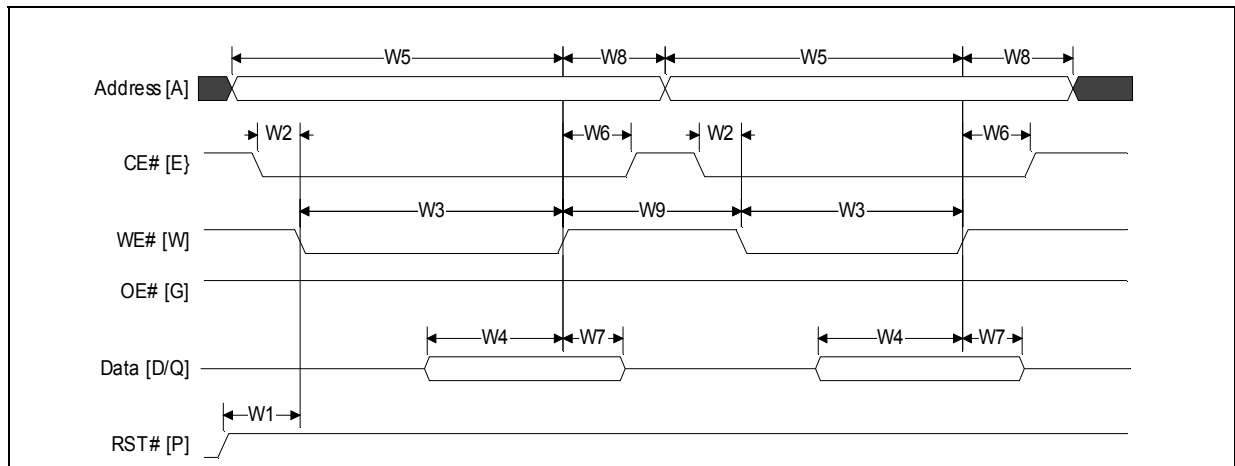 W5 W8 W5 W8
Address [A]
W2 W6 W2 W6
CE# [E}
W3 W9 W3
WE# [W]
OE# [G]
W4 W7 W4 W7
Data [D/Q]
W1
RST# [P]